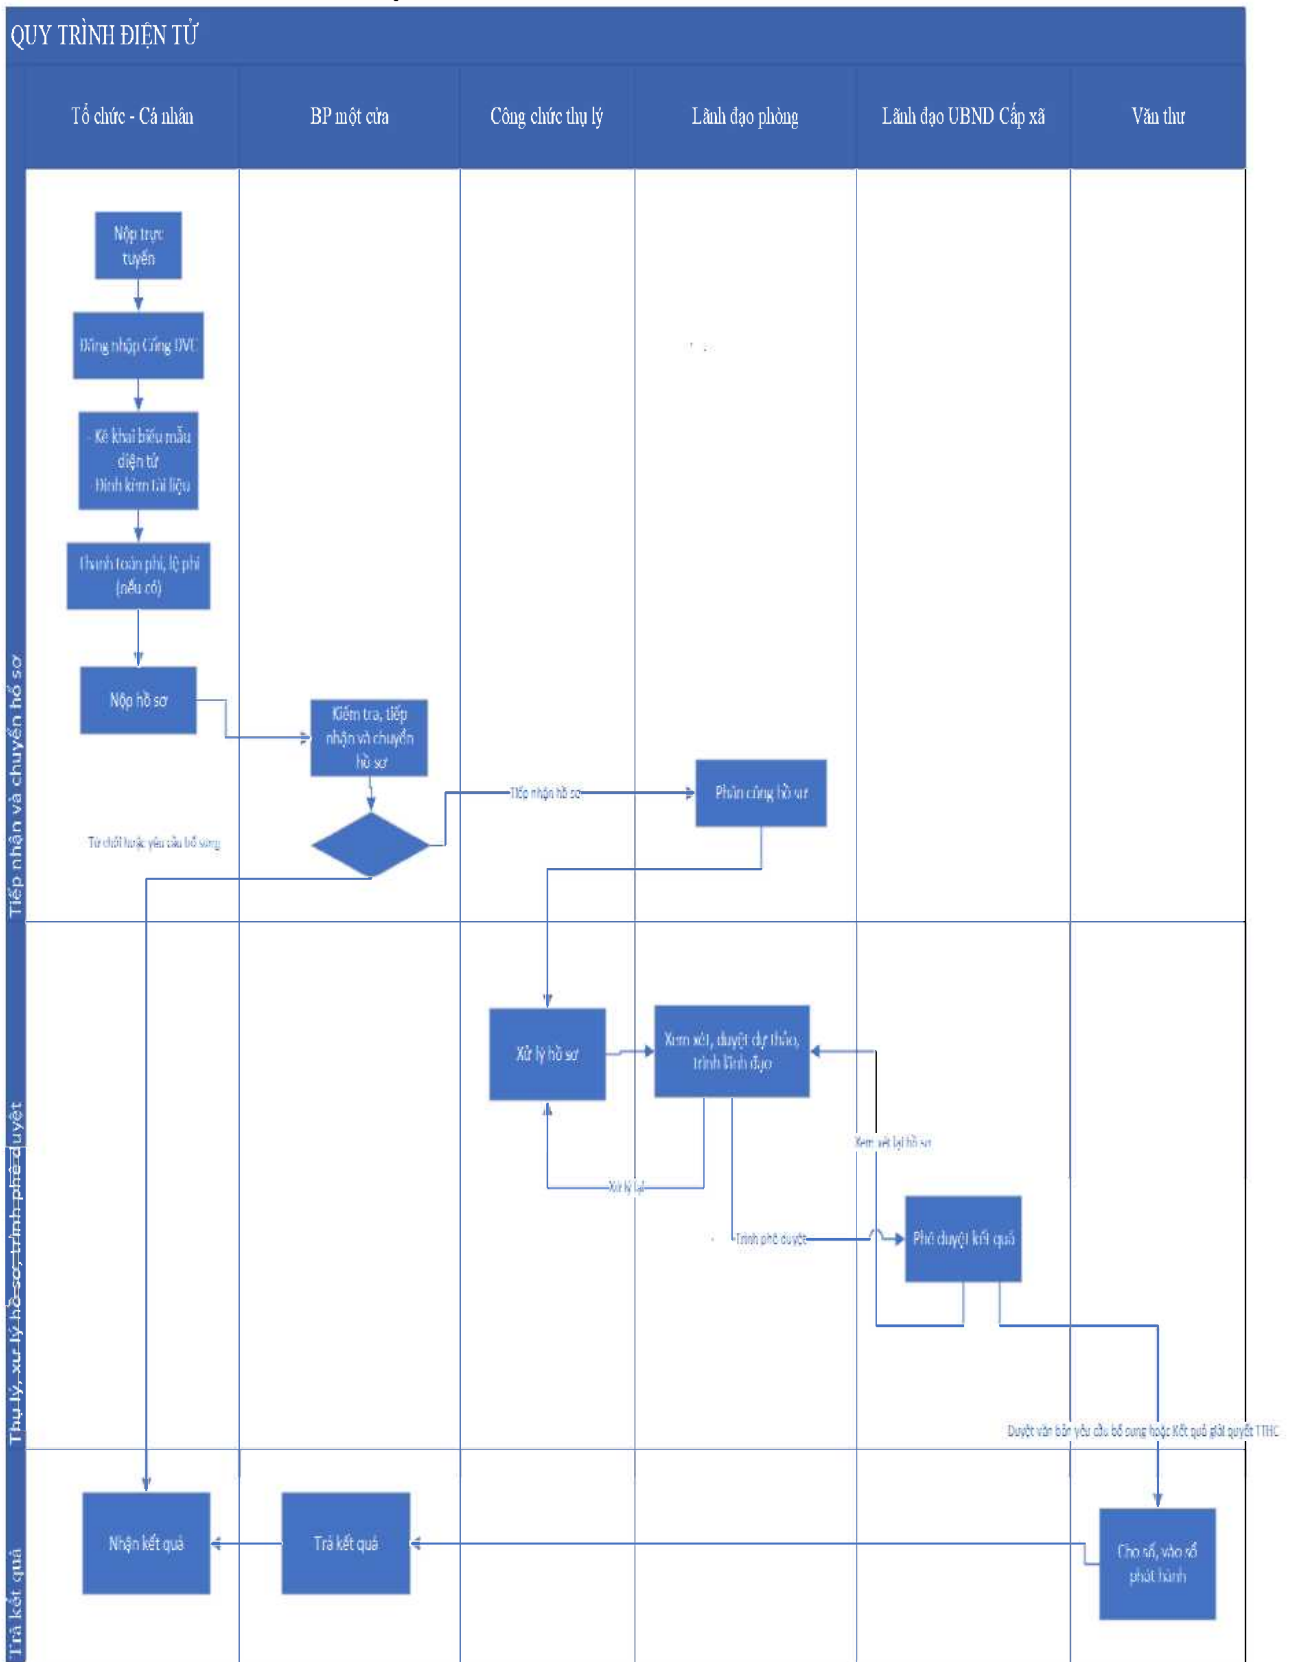 QUY TRÌNH ĐIỆN TỬ
Tổ chức - Cá nhân
BP một cửa
Công chức thụ lý
Lãnh đạo phòng
Lãnh đạo UBND Cấp xã
Văn thư
Tiếp nhận và chuyển hồ sơ
Nộp trực
tuyến
Đăng nhập Cổng DVC
- Kê khai biểu mẫu
điện tử
- Đính kèm tài liệu
Thanh toán phí, lệ phí
(nếu có)
Nộp hồ sơ
Kiểm tra, tiếp
nhận và chuyển
hồ sơ
Tiếp nhận hồ sơ
Phân công hồ sơ
Từ chối hoặc yêu cầu bổ sung
Thụ lý, xử lý hồ sơ, trình phê duyệt
Xử lý hồ sơ
Xem xét, duyệt dự thảo,
trình lãnh đạo
Xem xét lại hồ sơ
Xử lý lại
Trình phê duyệt
Phê duyệt kết quả
Duyệt văn bản yêu cầu bổ sung hoặc Kết quả giải quyết TTHC
Trả kết quả
Nhận kết quả
Trả kết quả
Cho số, vào sổ
phát hành